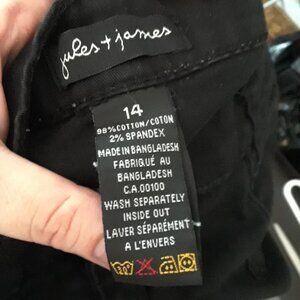 jules + james
14
98% COTTON/COTON
2% SPANDEX
MADE IN BANGLADESH
FABRIQUÉ AU
BANGLADESH
C.A.00100
WASH SEPARATELY
INSIDE OUT
LAVER SÉPARÉMENT
A L'ENVERS